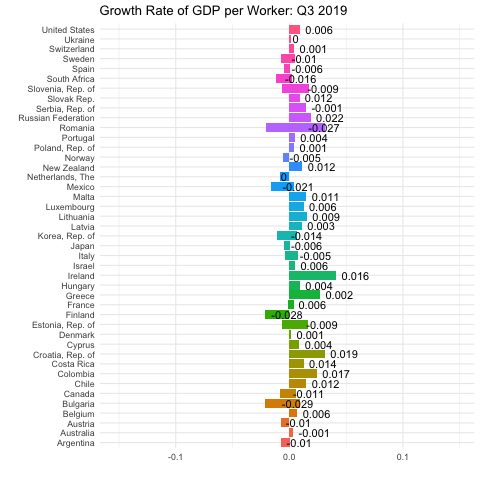 Growth Rate of GDP per Worker: Q3 2019
United States 0.006
Ukraine 0
Switzerland 0.001
Sweden -0.01
Spain -0.006
South Africa -0.016
Slovenia, Rep. of -0.009
Slovak Rep. 0.012
Serbia, Rep. of -0.001
Russian Federation 0.022
Romania -0.027
Portugal 0.004
Poland, Rep. of 0.001
Norway -0.005
New Zealand 0.012
Netherlands, The 0
Mexico -0.021
Malta 0.011
Luxembourg 0.006
Lithuania 0.009
Latvia 0.003
Korea, Rep. of -0.014
Japan -0.006
Italy -0.005
Israel 0.006
Ireland 0.016
Hungary 0.004
Greece 0.002
France 0.006
Finland -0.028
Estonia, Rep. of -0.009
Denmark 0.001
Cyprus 0.004
Croatia, Rep. of 0.019
Costa Rica 0.014
Colombia 0.017
Chile 0.012
Canada -0.011
Bulgaria -0.029
Belgium 0.006
Austria -0.01
Australia -0.001
Argentina -0.01
-0.1 0.0 0.1